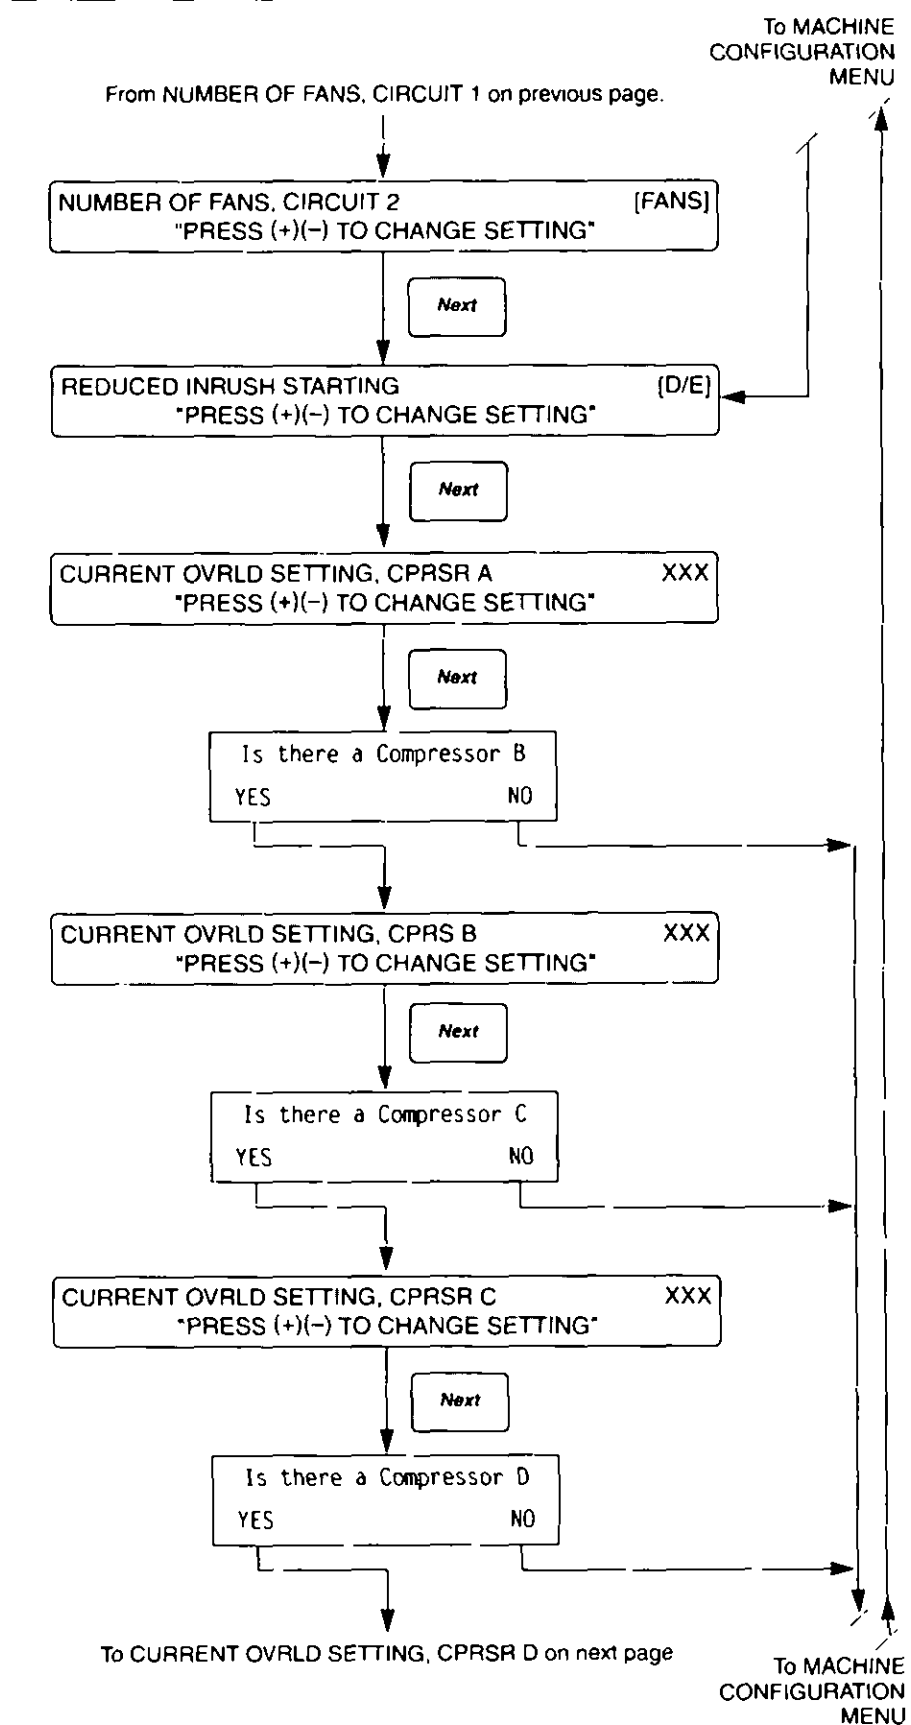 To MACHINE
CONFIGURATION
MENU
From NUMBER OF FANS, CIRCUIT 1 on previous page.
NUMBER OF FANS, CIRCUIT 2 [FANS]
"PRESS (+)(−) TO CHANGE SETTING"
Next
REDUCED INRUSH STARTING [D/E]
"PRESS (+)(−) TO CHANGE SETTING"
Next
CURRENT OVRLD SETTING, CPRSR A XXX
"PRESS (+)(−) TO CHANGE SETTING"
Next
Is there a Compressor B
YES NO
CURRENT OVRLD SETTING, CPRS B XXX
"PRESS (+)(−) TO CHANGE SETTING"
Next
Is there a Compressor C
YES NO
CURRENT OVRLD SETTING, CPRSR C XXX
"PRESS (+)(−) TO CHANGE SETTING"
Next
Is there a Compressor D
YES NO
To CURRENT OVRLD SETTING, CPRSR D on next page
To MACHINE
CONFIGURATION
MENU